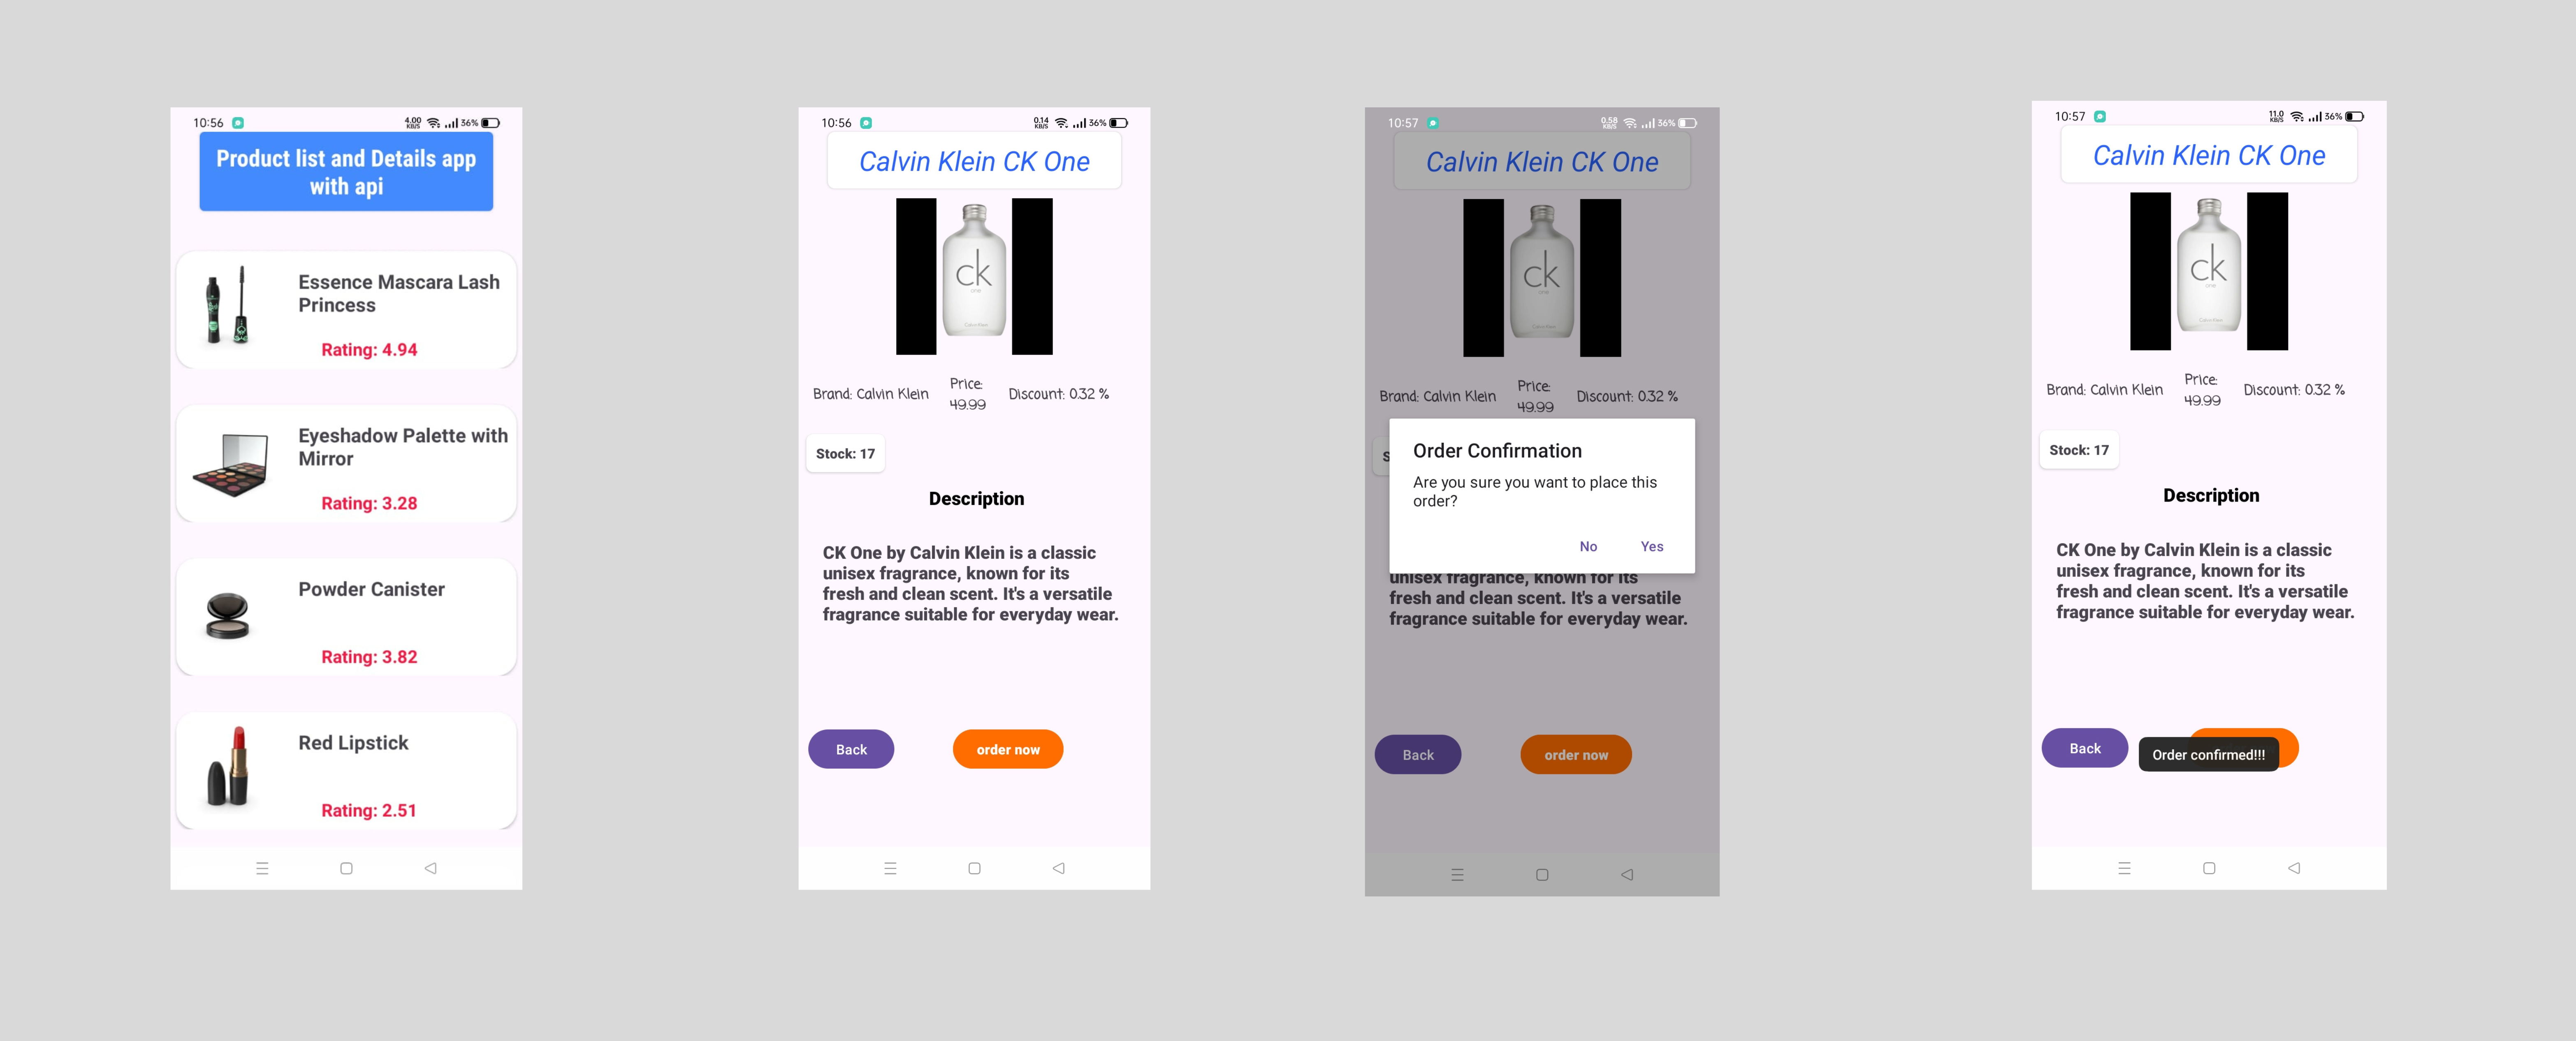 10:56
4.00
KB/S
36%
Product list and Details app
with api
Essence Mascara Lash
Princess
Rating: 4.94
Eyeshadow Palette with
Mirror
Rating: 3.28
Powder Canister
Rating: 3.82
Red Lipstick
Rating: 2.51
10:56
0.14
KB/S
36%
Calvin Klein CK One
ck
one
Calvin Klein
Brand: Calvin Klein
Price:
49.99
Discount: 0.32 %
Stock: 17
Description
CK One by Calvin Klein is a classic
unisex fragrance, known for its
fresh and clean scent. It's a versatile
fragrance suitable for everyday wear.
Back
order now
10:57
0.58
KB/S
36%
Calvin Klein CK One
ck
one
Calvin Klein
Brand: Calvin Klein
Price:
49.99
Discount: 0.32 %
S
Order Confirmation
Are you sure you want to place this
order?
No
Yes
unisex fragrance, known for its
fresh and clean scent. It's a versatile
fragrance suitable for everyday wear.
Back
order now
10:57
11.0
KB/S
36%
Calvin Klein CK One
ck
one
Calvin Klein
Brand: Calvin Klein
Price:
49.99
Discount: 0.32 %
Stock: 17
Description
CK One by Calvin Klein is a classic
unisex fragrance, known for its
fresh and clean scent. It's a versatile
fragrance suitable for everyday wear.
Back
Order confirmed!!!